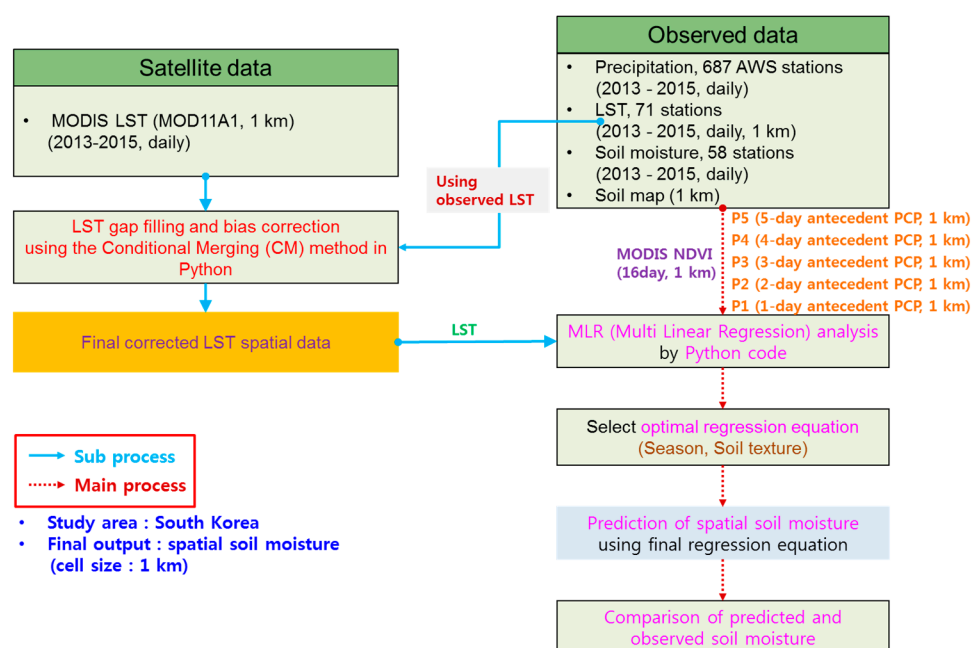 Satellite data
• MODIS LST (MOD11A1, 1 km)
(2013-2015, daily)
Observed data
• Precipitation, 687 AWS stations
(2013 - 2015, daily)
• LST, 71 stations
(2013 - 2015, daily, 1 km)
• Soil moisture, 58 stations
(2013 - 2015, daily)
• Soil map (1 km)
Using
observed LST
LST gap filling and bias correction
using the Conditional Merging (CM) method in
Python
MODIS NDVI
(16day, 1 km)
P5 (5-day antecedent PCP, 1 km)
P4 (4-day antecedent PCP, 1 km)
P3 (3-day antecedent PCP, 1 km)
P2 (2-day antecedent PCP, 1 km)
P1 (1-day antecedent PCP, 1 km)
Final corrected LST spatial data
LST
MLR (Multi Linear Regression) analysis
by Python code
Select optimal regression equation
(Season, Soil texture)
Prediction of spatial soil moisture
using final regression equation
Comparison of predicted and
observed soil moisture
Sub process
Main process
• Study area : South Korea
• Final output : spatial soil moisture
(cell size : 1 km)